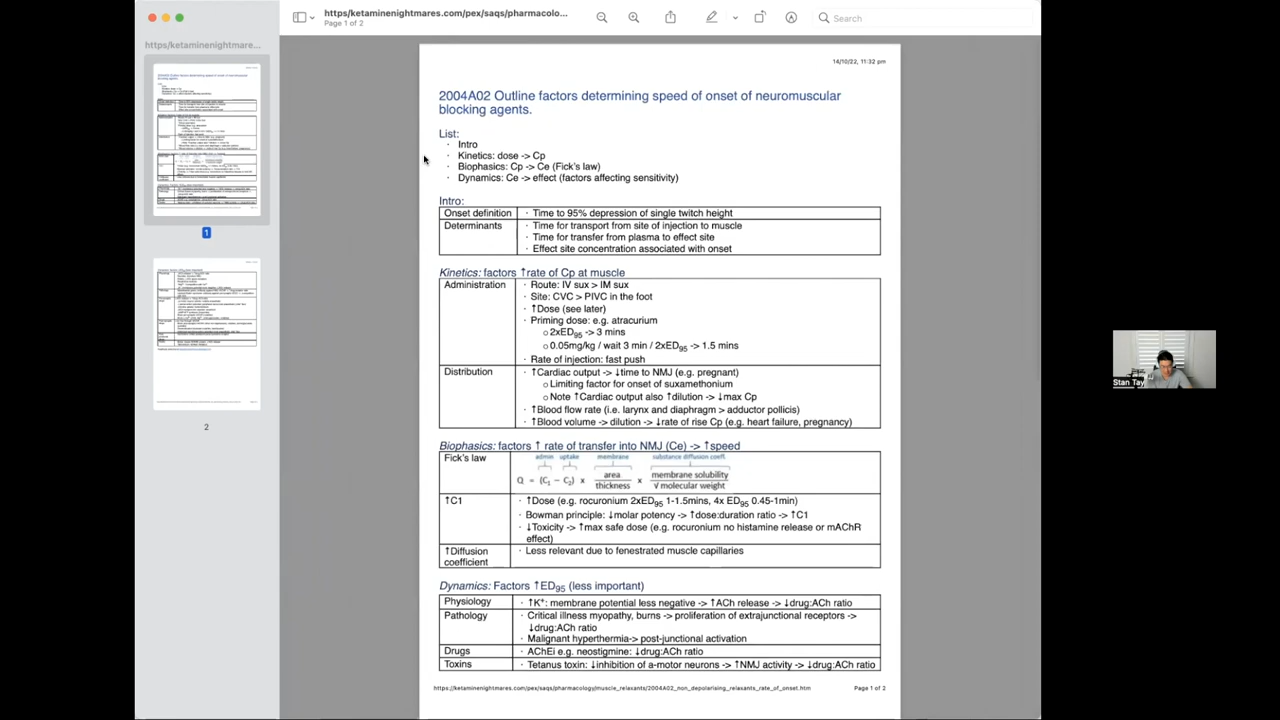 https/ketaminenightmares.com/pex/saqs/pharmacolo...
Page 1 of 2
Search
https/ketaminenightmare...
1
2
14/10/22, 11:32 pm
2004A02 Outline factors determining speed of onset of neuromuscular
blocking agents.
List:
· Intro
· Kinetics: dose -> Cp
· Biophasics: Cp -> Ce (Fick's law)
· Dynamics: Ce -> effect (factors affecting sensitivity)
Intro:
Onset definition · Time to 95% depression of single twitch height
Determinants · Time for transport from site of injection to muscle
· Time for transfer from plasma to effect site
· Effect site concentration associated with onset
Kinetics: factors ↑rate of Cp at muscle
Administration · Route: IV sux > IM sux
· Site: CVC > PIVC in the foot
· ↑Dose (see later)
· Priming dose: e.g. atracurium
o 2xED95 -> 3 mins
o 0.05mg/kg / wait 3 min / 2xED95 -> 1.5 mins
· Rate of injection: fast push
Distribution · ↑Cardiac output -> ↓time to NMJ (e.g. pregnant)
o Limiting factor for onset of suxamethonium
o Note ↑Cardiac output also ↑dilution -> ↓max Cp
· ↑Blood flow rate (i.e. larynx and diaphragm > adductor pollicis)
· ↑Blood volume -> dilution -> ↓rate of rise Cp (e.g. heart failure, pregnancy)
Biophasics: factors ↑ rate of transfer into NMJ (Ce) -> ↑speed
Fick's law
admin uptake membrane substance diffusion coeff.
Q = (C1 − C2) x area / thickness x membrane solubility / √ molecular weight
↑C1 · ↑Dose (e.g. rocuronium 2xED95 1-1.5mins, 4x ED95 0.45-1min)
· Bowman principle: ↓molar potency -> ↑dose:duration ratio -> ↑C1
· ↓Toxicity -> ↑max safe dose (e.g. rocuronium no histamine release or mAChR
effect)
↑Diffusion · Less relevant due to fenestrated muscle capillaries
coefficient
Dynamics: Factors ↑ED95 (less important)
Physiology · ↑K+: membrane potential less negative -> ↑ACh release -> ↓drug:ACh ratio
Pathology · Critical illness myopathy, burns -> proliferation of extrajunctional receptors ->
↓drug:ACh ratio
· Malignant hyperthermia-> post-junctional activation
Drugs · AChEi e.g. neostigmine: ↓drug:ACh ratio
Toxins · Tetanus toxin: ↓inhibition of a-motor neurons -> ↑NMJ activity -> ↓drug:ACh ratio
https://ketaminenightmares.com/pex/saqs/pharmacology/muscle_relaxants/2004A02_non_depolarising_relaxants_rate_of_onset.htm Page 1 of 2
Stan Tay